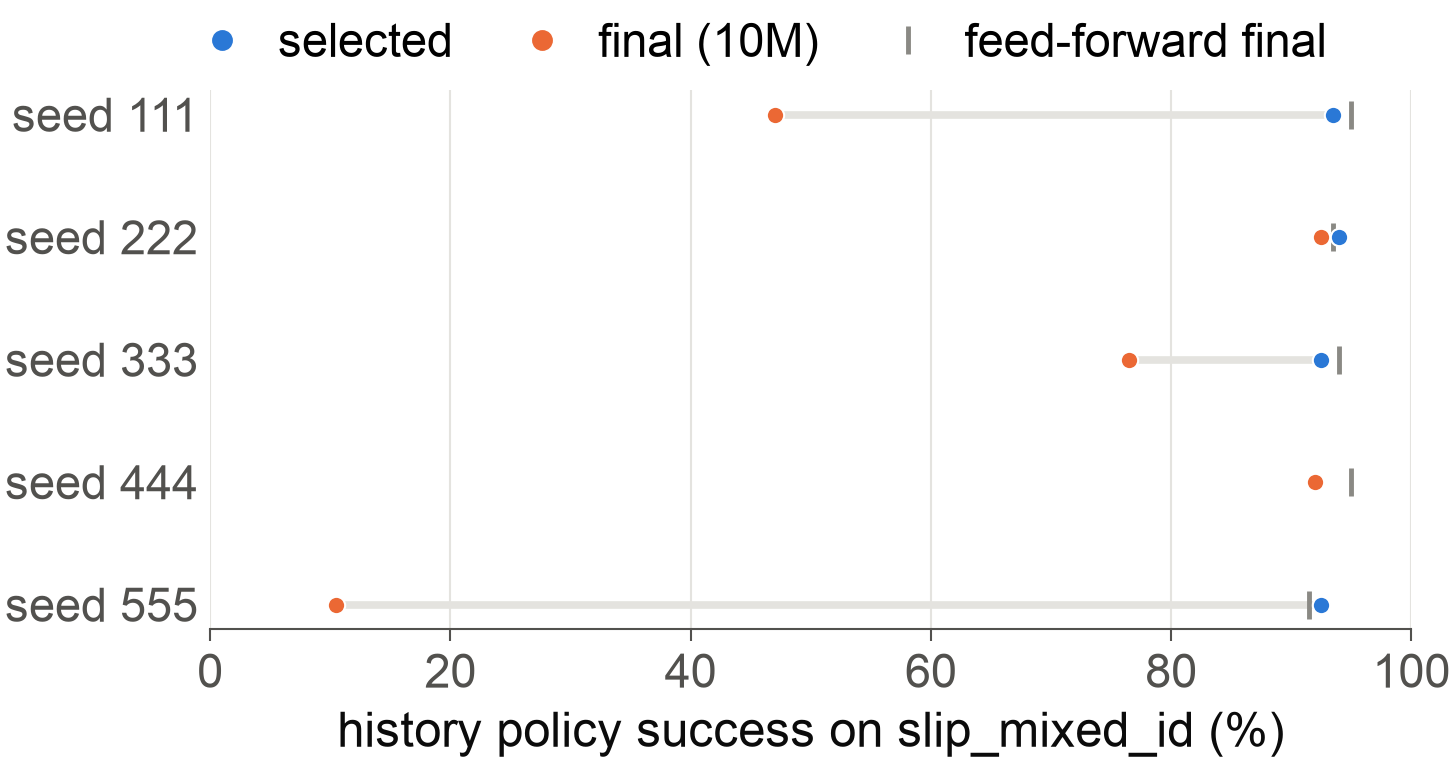 selected final (10M) feed-forward final
seed 111
seed 222
seed 333
seed 444
seed 555
0 20 40 60 80 100
history policy success on slip_mixed_id (%)